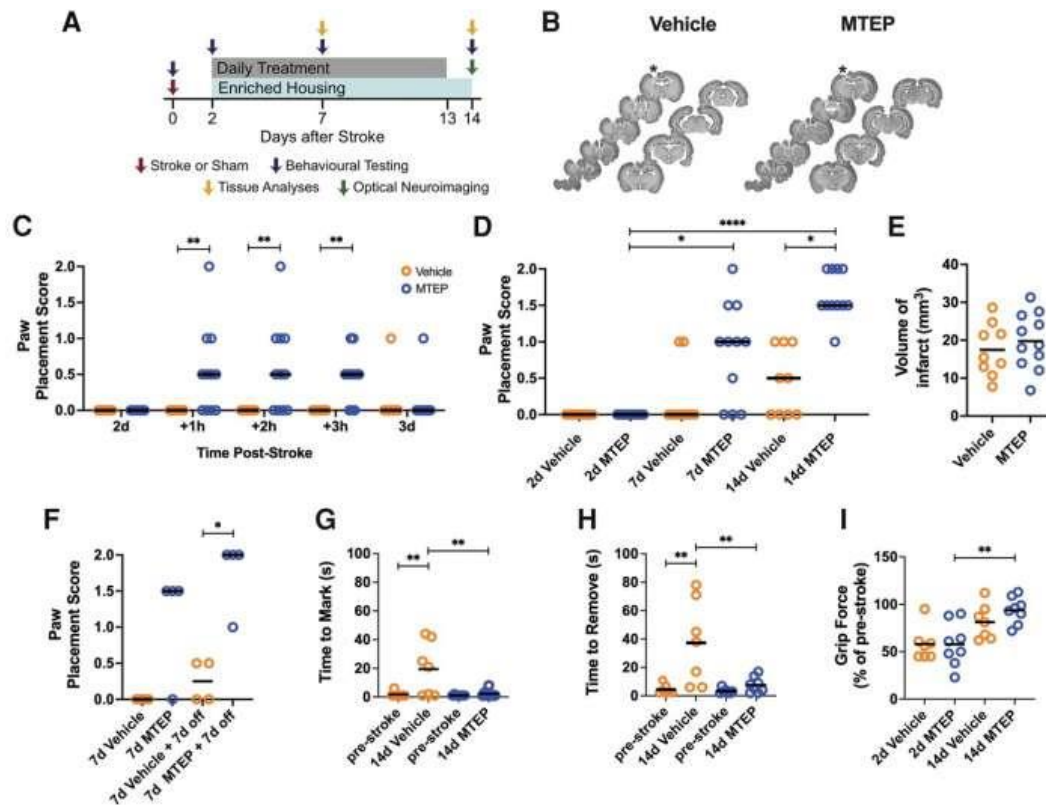 A
Daily Treatment
Enriched Housing
0 2 7 13 14
Days after Stroke
Stroke or Sham Behavioural Testing
Tissue Analyses Optical Neuroimaging
B
Vehicle MTEP
* *
C
** ** **
Vehicle
MTEP
Paw
Placement Score
2.0
1.5
1.0
0.5
0.0
2d +1h +2h +3h 3d
Time Post-Stroke
D
****
* *
Paw
Placement Score
2.0
1.5
1.0
0.5
0.0
2d Vehicle
2d MTEP
7d Vehicle
7d MTEP
14d Vehicle
14d MTEP
E
Volume of
infarct (mm³)
40
30
20
10
0
Vehicle
MTEP
F
*
Paw
Placement Score
2.0
1.5
1.0
0.5
0.0
7d Vehicle
7d MTEP
7d Vehicle + 7d off
7d MTEP + 7d off
G
** **
Time to Mark (s)
100
80
60
40
20
0
pre-stroke
14d Vehicle
pre-stroke
14d MTEP
H
** **
Time to Remove (s)
100
80
60
40
20
0
pre-stroke
14d Vehicle
pre-stroke
14d MTEP
I
**
Grip Force
(% of pre-stroke)
150
100
50
0
2d Vehicle
2d MTEP
14d Vehicle
14d MTEP